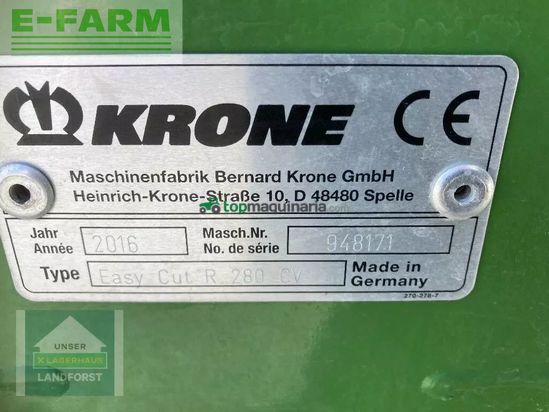 E-FARM
KRONE CE
Maschinenfabrik Bernard Krone GmbH
Heinrich-Krone-Straße 10, D 48480 Spelle
topmaquinaria.com
Jahr
Année
2016
Masch.Nr.
No. de série
948171
Type
Easy Cut R 280 CV
Made in
Germany
270-278-7
UNSER
X LAGERHAUS
LANDFORST